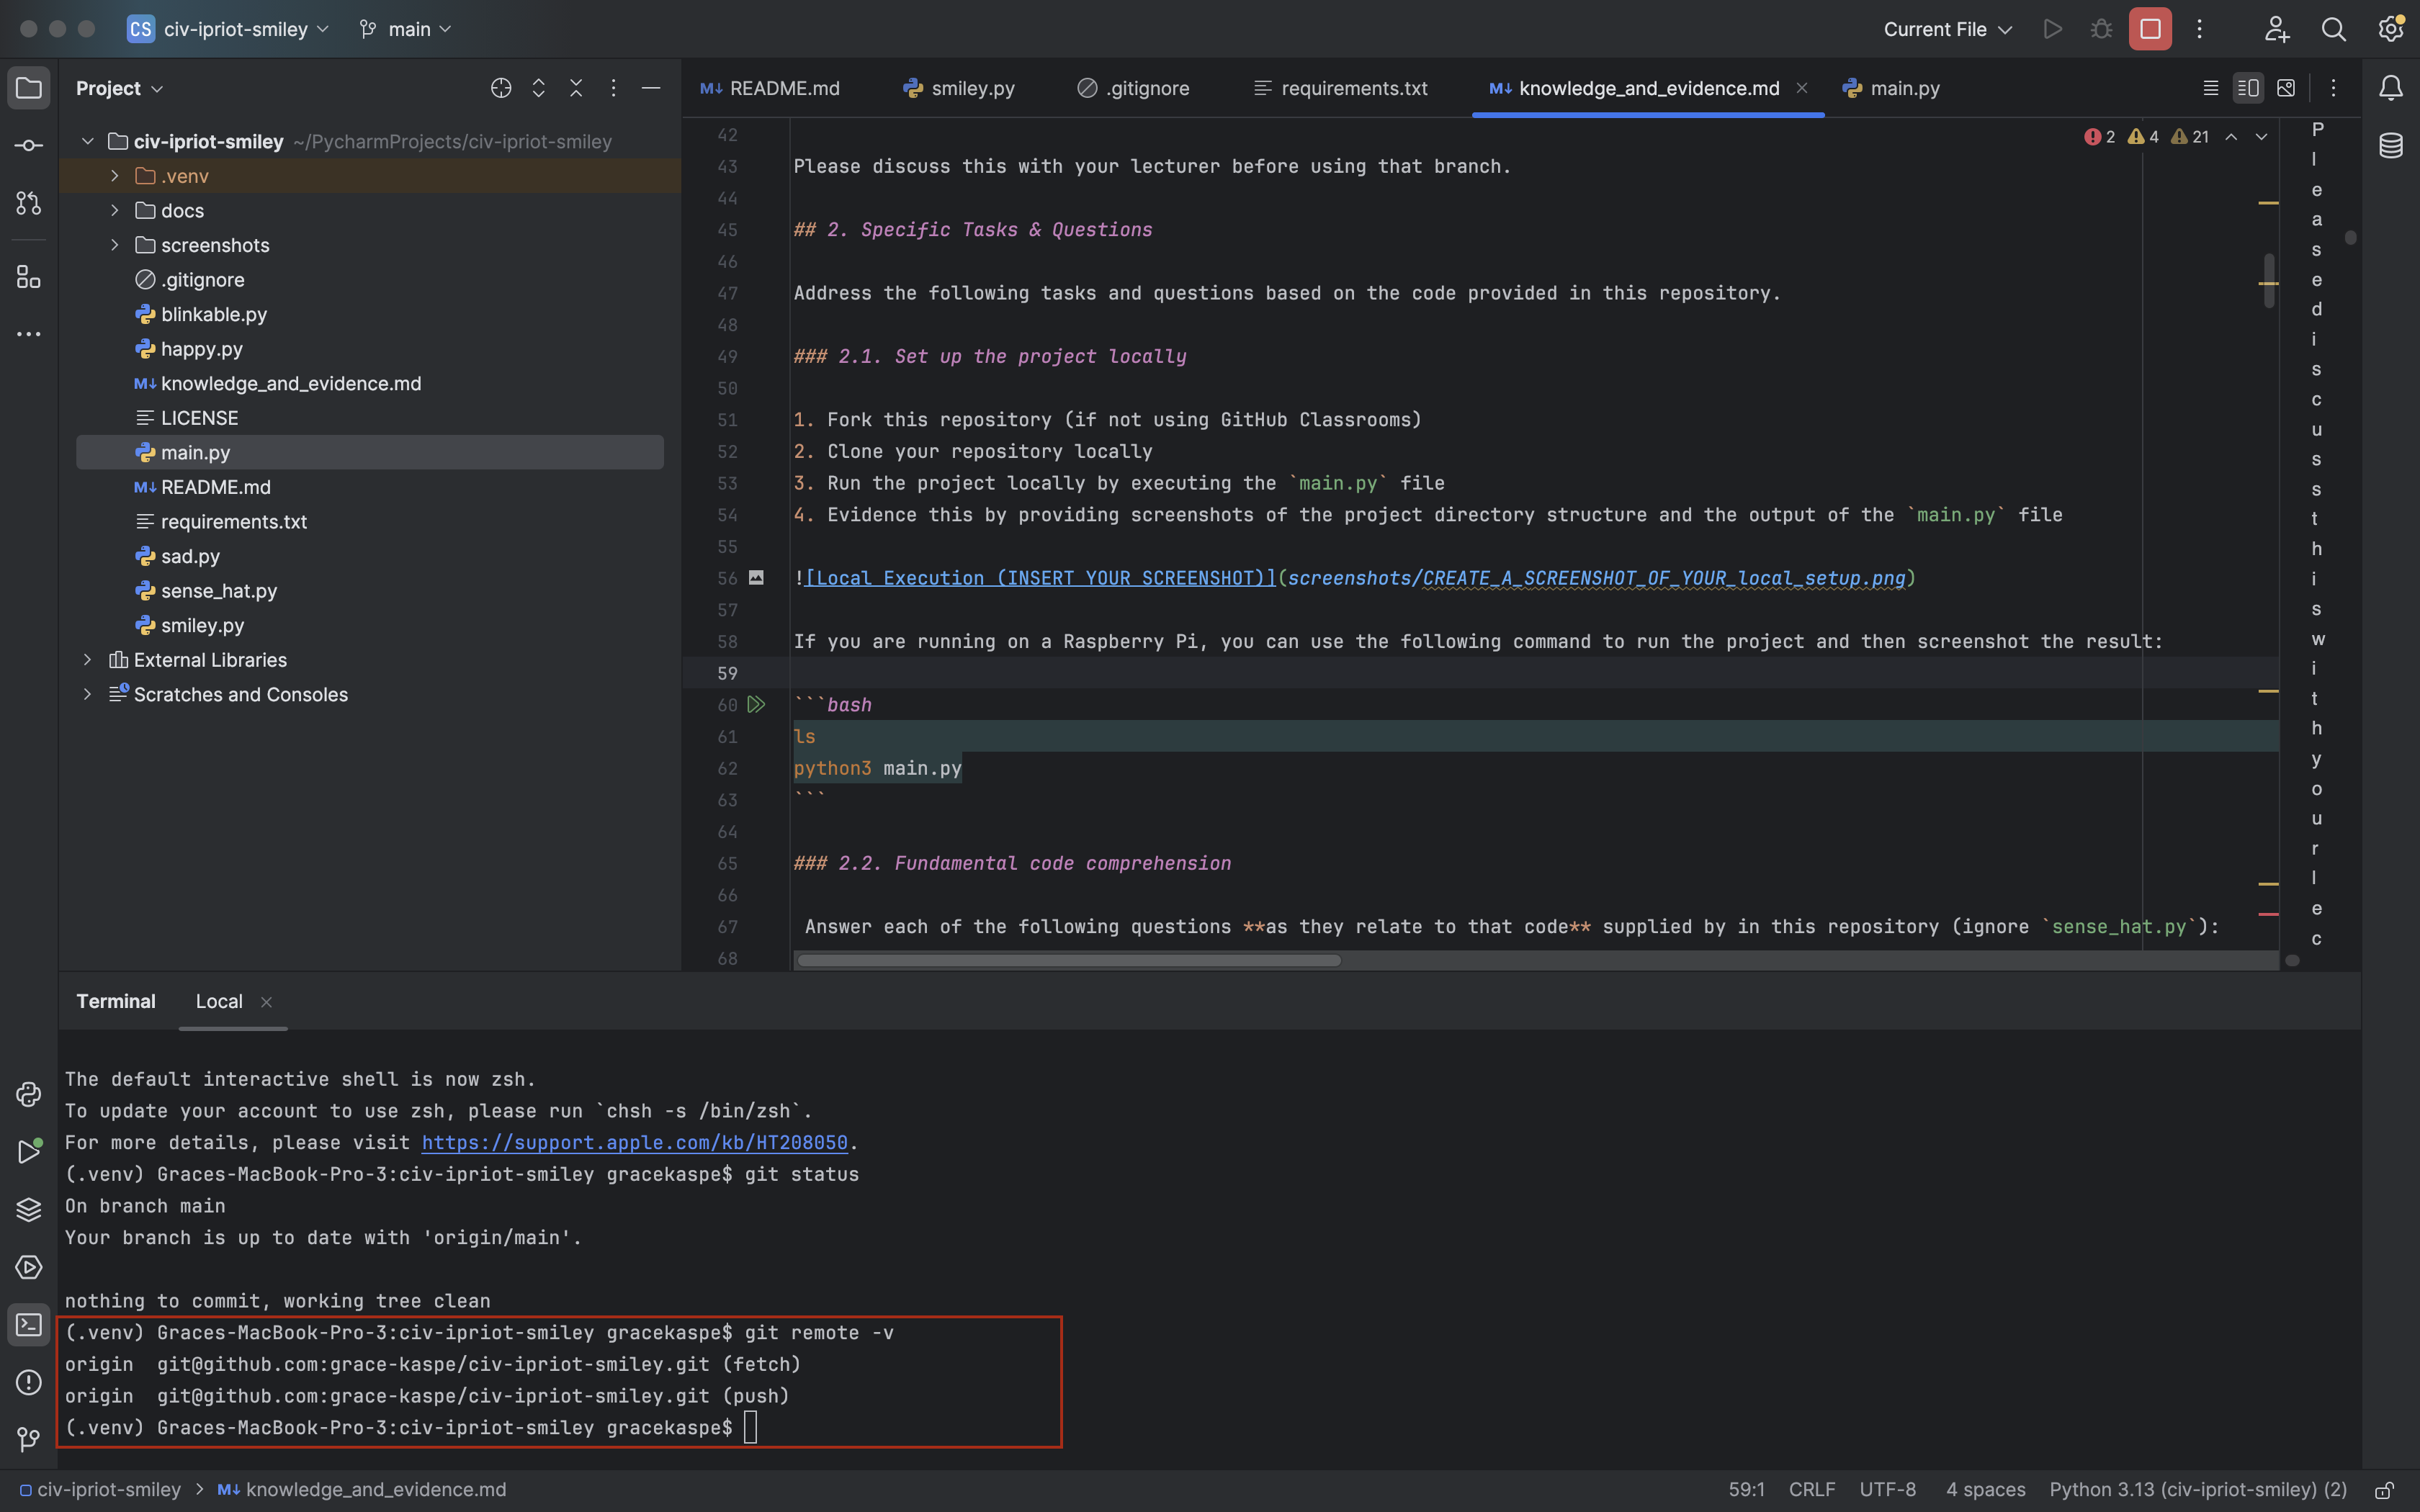 CS civ-ipriot-smiley main Current File
Project
README.md smiley.py .gitignore requirements.txt knowledge_and_evidence.md main.py
civ-ipriot-smiley ~/PycharmProjects/civ-ipriot-smiley
.venv
docs
screenshots
.gitignore
blinkable.py
happy.py
knowledge_and_evidence.md
LICENSE
main.py
README.md
requirements.txt
sad.py
sense_hat.py
smiley.py
External Libraries
Scratches and Consoles
2 4 21
42
43 Please discuss this with your lecturer before using that branch.
44
45 ## 2. Specific Tasks & Questions
46
47 Address the following tasks and questions based on the code provided in this repository.
48
49 ### 2.1. Set up the project locally
50
51 1. Fork this repository (if not using GitHub Classrooms)
52 2. Clone your repository locally
53 3. Run the project locally by executing the `main.py` file
54 4. Evidence this by providing screenshots of the project directory structure and the output of the `main.py` file
55
56 ![Local Execution (INSERT YOUR SCREENSHOT)](screenshots/CREATE_A_SCREENSHOT_OF_YOUR_local_setup.png)
57
58 If you are running on a Raspberry Pi, you can use the following command to run the project and then screenshot the result:
59
60 ```bash
61 ls
62 python3 main.py
63 ```
64
65 ### 2.2. Fundamental code comprehension
66
67 Answer each of the following questions **as they relate to that code** supplied by in this repository (ignore `sense_hat.py`):
68
P
l
e
a
s
e
d
i
s
c
u
s
s
t
h
i
s
w
i
t
h
y
o
u
r
l
e
c
Terminal Local
The default interactive shell is now zsh.
To update your account to use zsh, please run `chsh -s /bin/zsh`.
For more details, please visit https://support.apple.com/kb/HT208050.
(.venv) Graces-MacBook-Pro-3:civ-ipriot-smiley gracekaspe$ git status
On branch main
Your branch is up to date with 'origin/main'.
nothing to commit, working tree clean
(.venv) Graces-MacBook-Pro-3:civ-ipriot-smiley gracekaspe$ git remote -v
origin  git@github.com:grace-kaspe/civ-ipriot-smiley.git (fetch)
origin  git@github.com:grace-kaspe/civ-ipriot-smiley.git (push)
(.venv) Graces-MacBook-Pro-3:civ-ipriot-smiley gracekaspe$
civ-ipriot-smiley > knowledge_and_evidence.md 59:1 CRLF UTF-8 4 spaces Python 3.13 (civ-ipriot-smiley) (2)